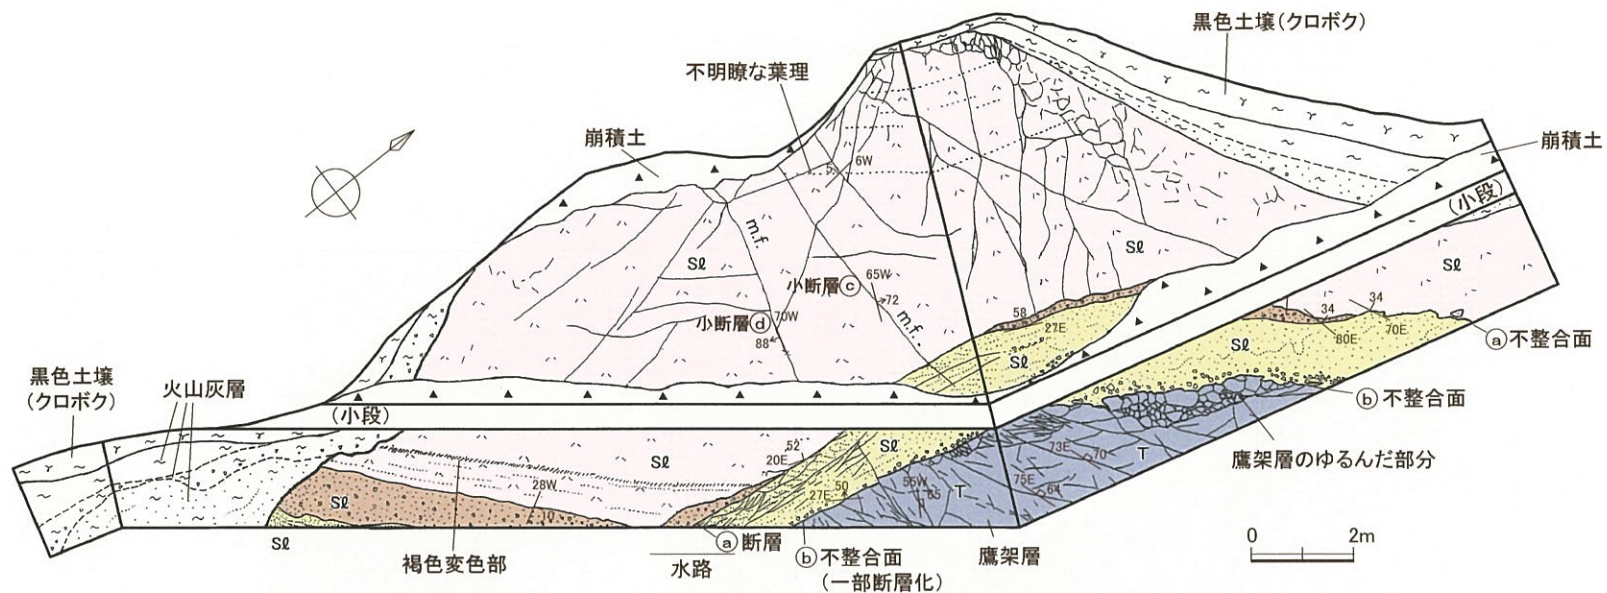 黒色土壌(クロボク)
不明瞭な葉理
崩積土
崩積土
6W
5
(小段)
m.f.
Sℓ
Sℓ
Sℓ
小断層ⓒ
65W
72
小断層ⓓ
70W
88
m.f.
58
27E
Sℓ
34
34
70E
80E
Sℓ
ⓐ不整合面
黒色土壌
(クロボク)
火山灰層
(小段)
ⓑ不整合面
Sℓ
52
20E
Sℓ
73E
70
T
鷹架層のゆるんだ部分
28W
10
Sℓ
27E
50
55W
65
T
75E
64
Sℓ
褐色変色部
ⓐ断層
水路
ⓑ不整合面
(一部断層化)
鷹架層
0
2m